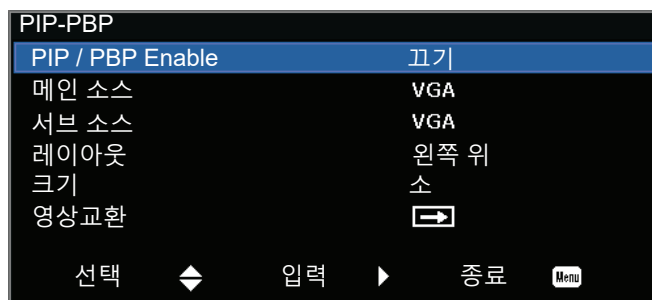 PIP-PBP
PIP / PBP Enable 끄기
메인 소스 VGA
서브 소스 VGA
레이아웃 왼쪽 위
크기 소
영상교환
선택 입력 종료 Menu